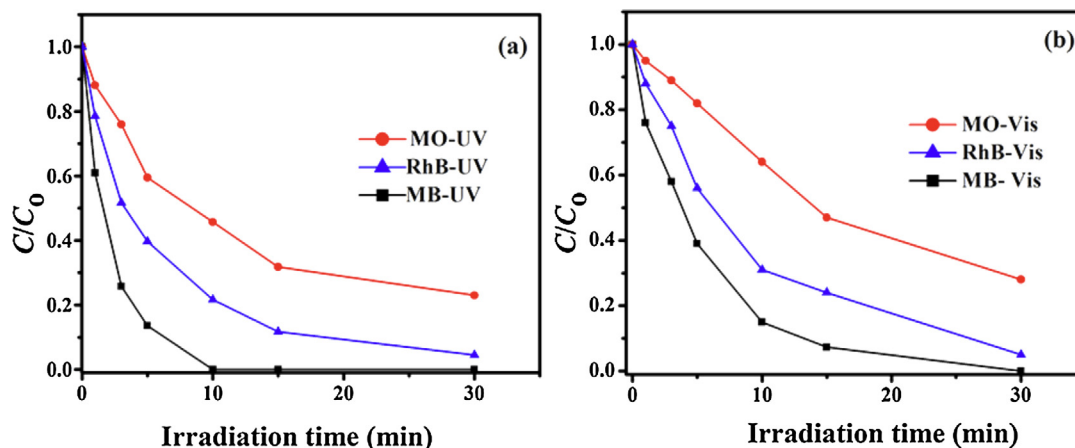 (a)
1.0
0.8
0.6
0.4
0.2
0.0
C/C0
MO-UV
RhB-UV
MB-UV
0
10
20
30
Irradiation time (min)
(b)
1.0
0.8
0.6
0.4
0.2
0.0
C/C0
MO-Vis
RhB-Vis
MB- Vis
0
10
20
30
Irradiation time (min)